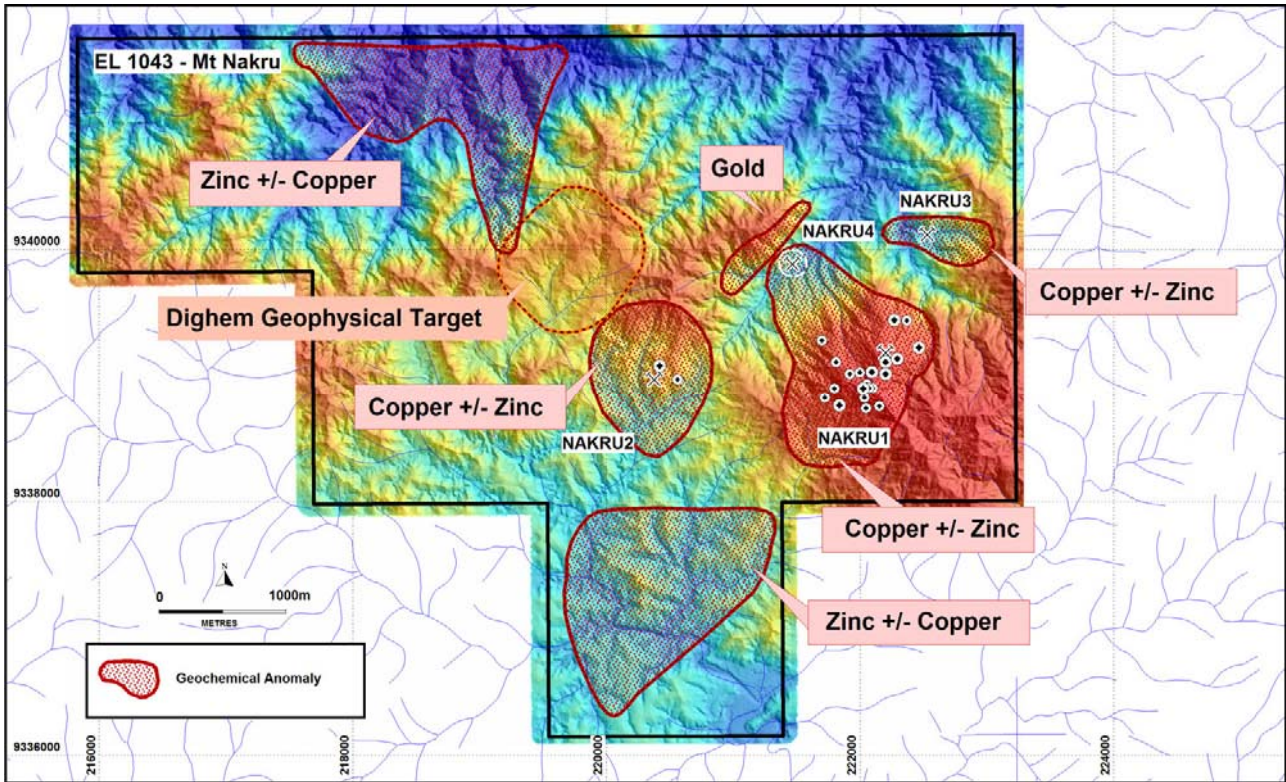 EL 1043 - Mt Nakru
Zinc +/- Copper
Gold
NAKRU3
NAKRU4
9340000
Copper +/- Zinc
Dighem Geophysical Target
Copper +/- Zinc
NAKRU2
NAKRU1
9338000
Copper +/- Zinc
N
0 1000m
METRES
Zinc +/- Copper
Geochemical Anomaly
9336000
216000
218000
220000
222000
224000